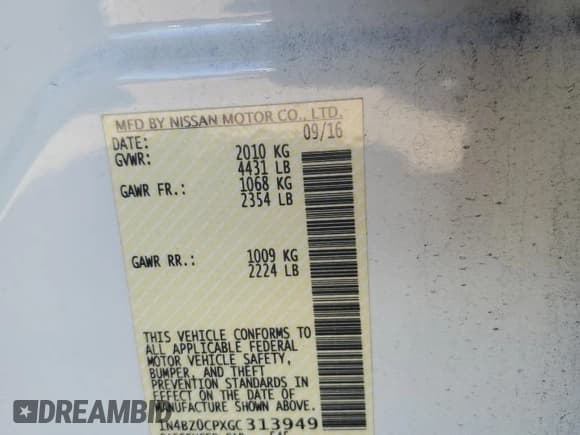 MFD BY NISSAN MOTOR CO., LTD.
DATE: 09/16
GVWR: 2010 KG
4431 LB
GAWR FR.: 1068 KG
2354 LB
GAWR RR.: 1009 KG
2224 LB
THIS VEHICLE CONFORMS TO
ALL APPLICABLE FEDERAL
MOTOR VEHICLE SAFETY,
BUMPER, AND THEFT
PREVENTION STANDARDS IN
EFFECT ON THE DATE OF
MANUFACTURE SHOWN ABOVE.
1N4BZ0CPXGC313949
DREAMBID